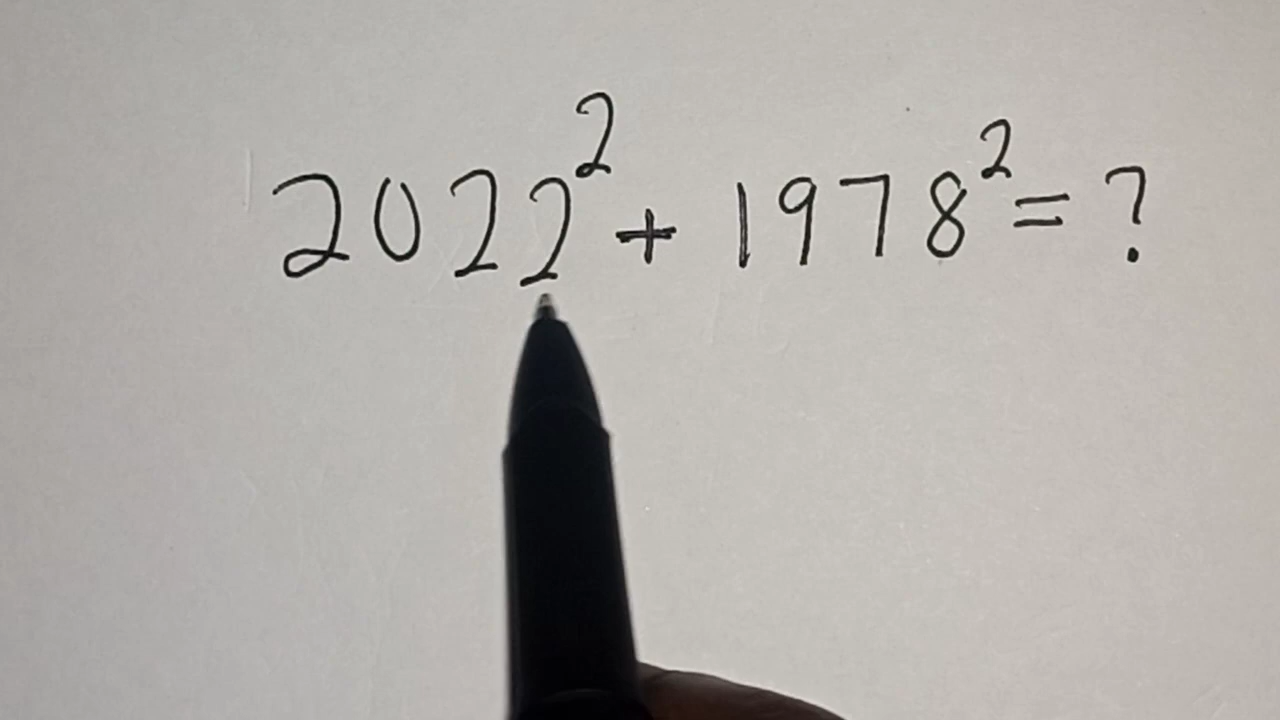 2022² + 1978² = ?